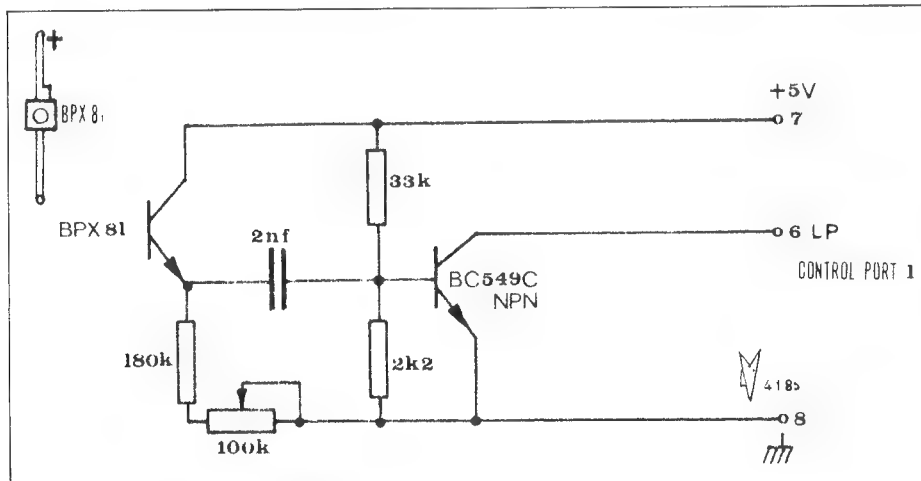 +
BPX 81
+5V
7
33k
BPX 81
2nf
6 LP
CONTROL PORT 1
BC549C
NPN
180k
2k2
4185
8
100k